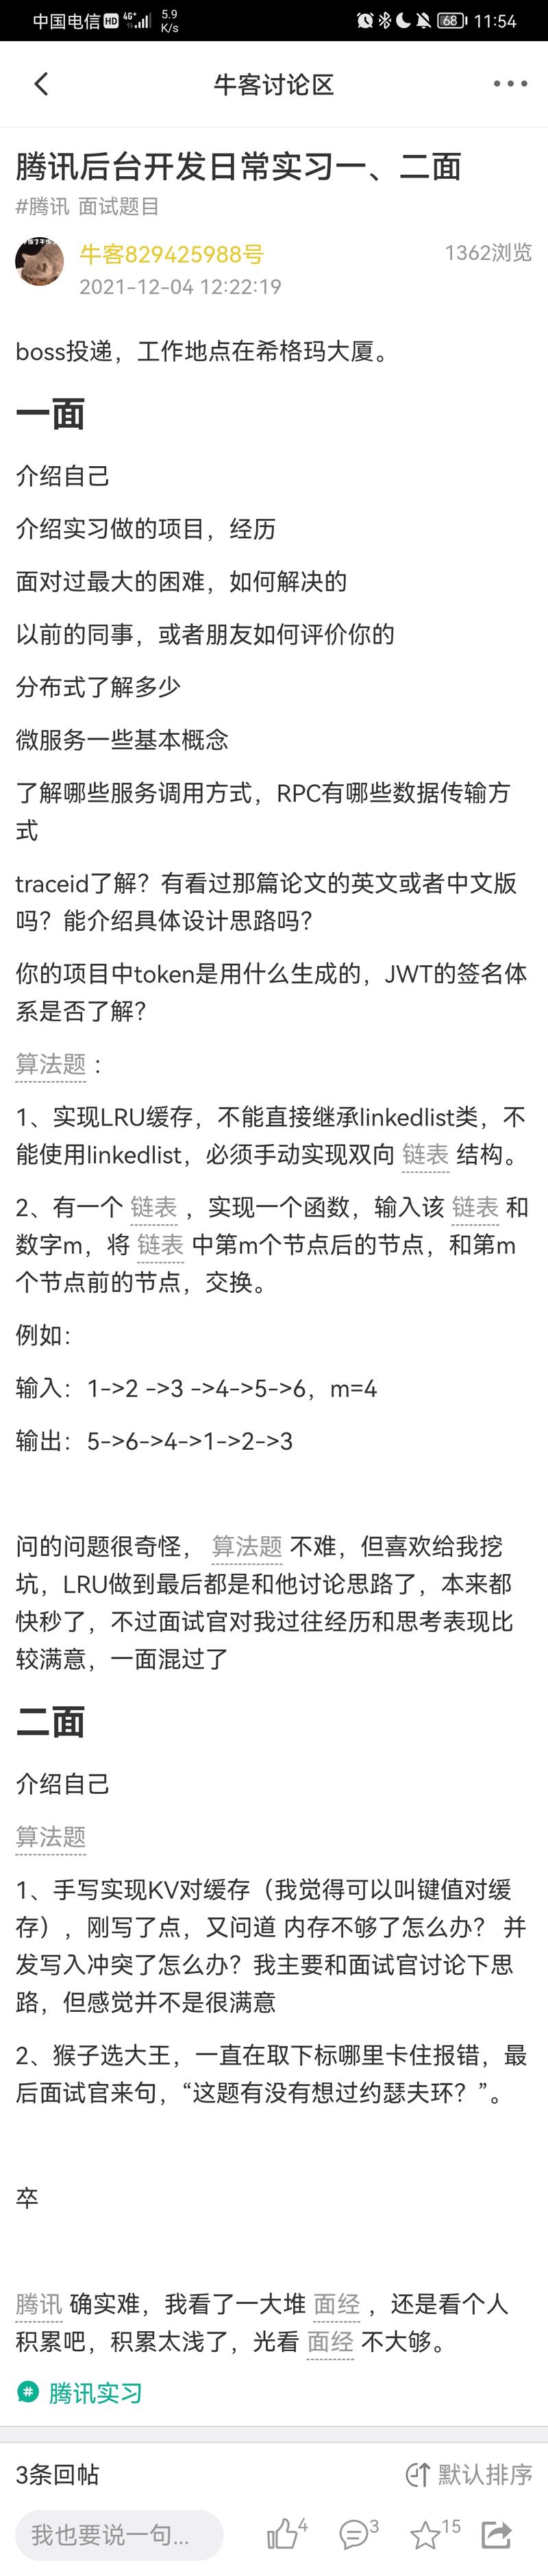 中国电信 HD 4G+ 5.9 K/s 68 11:54
牛客讨论区
腾讯后台开发日常实习一、二面
#腾讯 面试题目
牛客829425988号 1362浏览
2021-12-04 12:22:19
boss投递，工作地点在希格玛大厦。
一面
介绍自己
介绍实习做的项目，经历
面对过最大的困难，如何解决的
以前的同事，或者朋友如何评价你的
分布式了解多少
微服务一些基本概念
了解哪些服务调用方式，RPC有哪些数据传输方
式
traceid了解？有看过那篇论文的英文或者中文版
吗？能介绍具体设计思路吗？
你的项目中token是用什么生成的，JWT的签名体
系是否了解？
算法题：
1、实现LRU缓存，不能直接继承linkedlist类，不
能使用linkedlist，必须手动实现双向 链表 结构。
2、有一个 链表 ，实现一个函数，输入该 链表 和
数字m，将 链表 中第m个节点后的节点，和第m
个节点前的节点，交换。
例如：
输入：1->2 ->3 ->4->5->6，m=4
输出：5->6->4->1->2->3
问的问题很奇怪， 算法题 不难，但喜欢给我挖
坑，LRU做到最后都是和他讨论思路了，本来都
快秒了，不过面试官对我过往经历和思考表现比
较满意，一面混过了
二面
介绍自己
算法题
1、手写实现KV对缓存（我觉得可以叫键值对缓
存），刚写了点，又问道 内存不够了怎么办？ 并
发写入冲突了怎么办？我主要和面试官讨论下思
路，但感觉并不是很满意
2、猴子选大王，一直在取下标哪里卡住报错，最
后面试官来句，“这题有没有想过约瑟夫环？”。
卒
腾讯 确实难，我看了一大堆 面经 ，还是看个人
积累吧，积累太浅了，光看 面经 不大够。
# 腾讯实习
3条回帖 默认排序
我也要说一句... 4 3 15